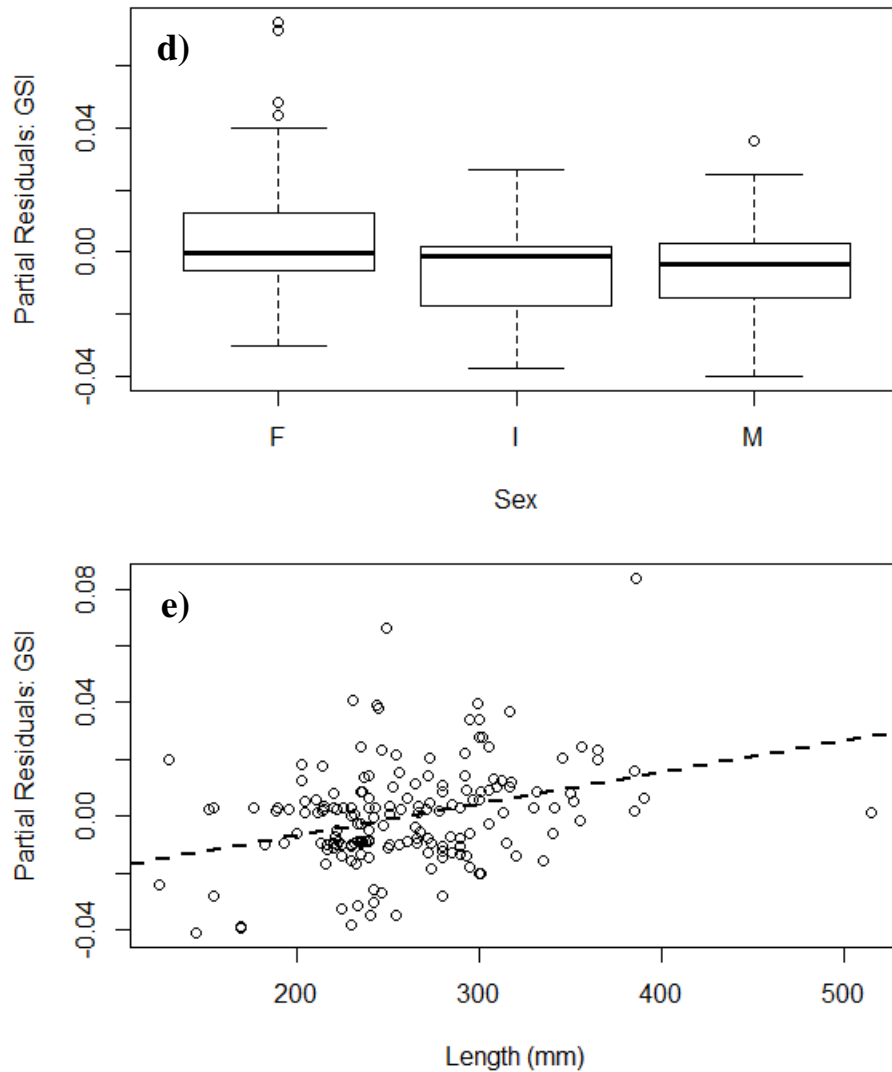 d)
Partial Residuals: GSI
0.04
0.00
-0.04
F I M
Sex
e)
Partial Residuals: GSI
0.08
0.04
0.00
-0.04
200 300 400 500
Length (mm)